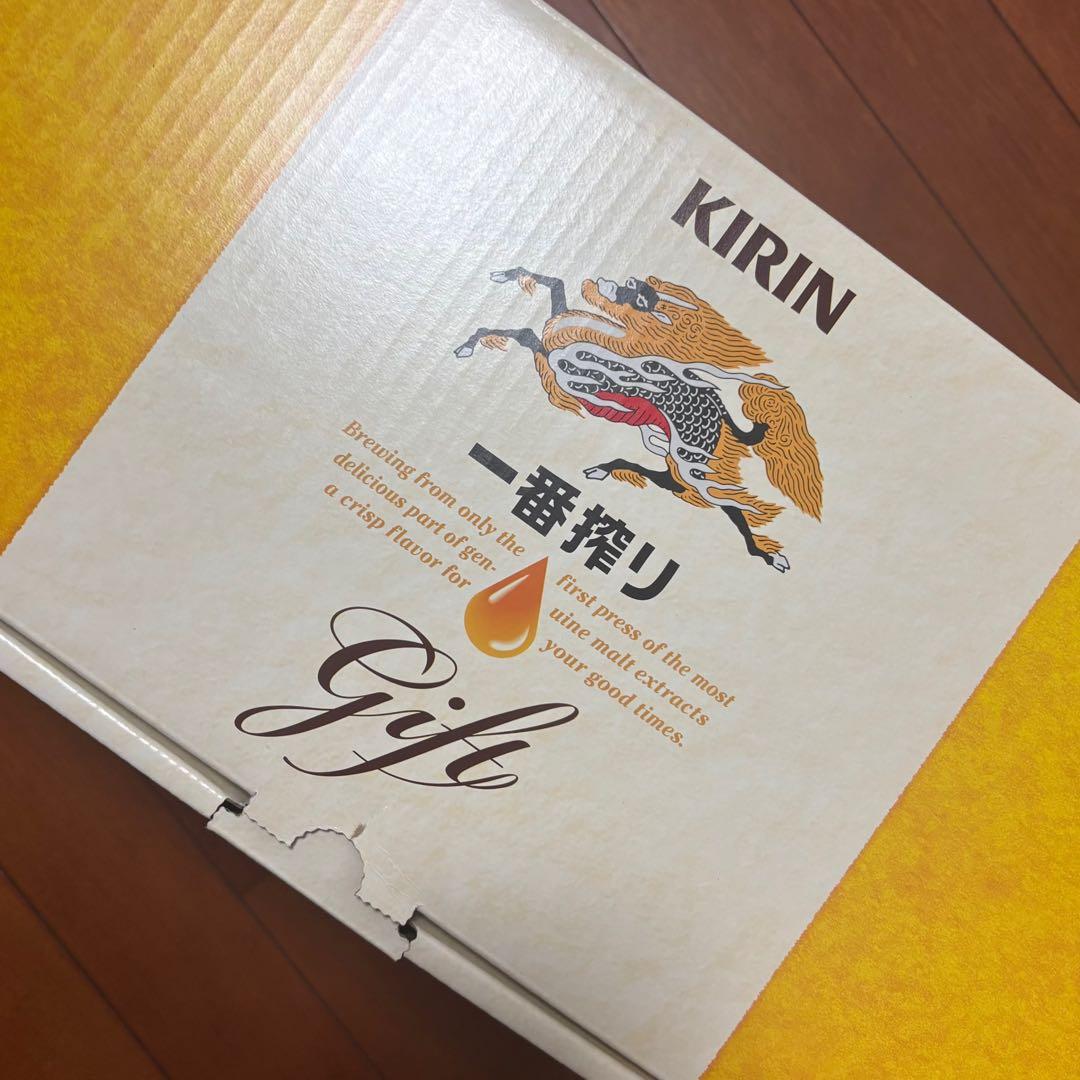 KIRIN
一番搾り
Brewing from only the first press of the most
delicious part of gen- uine malt extracts
a crisp flavor for your good times.
Gift